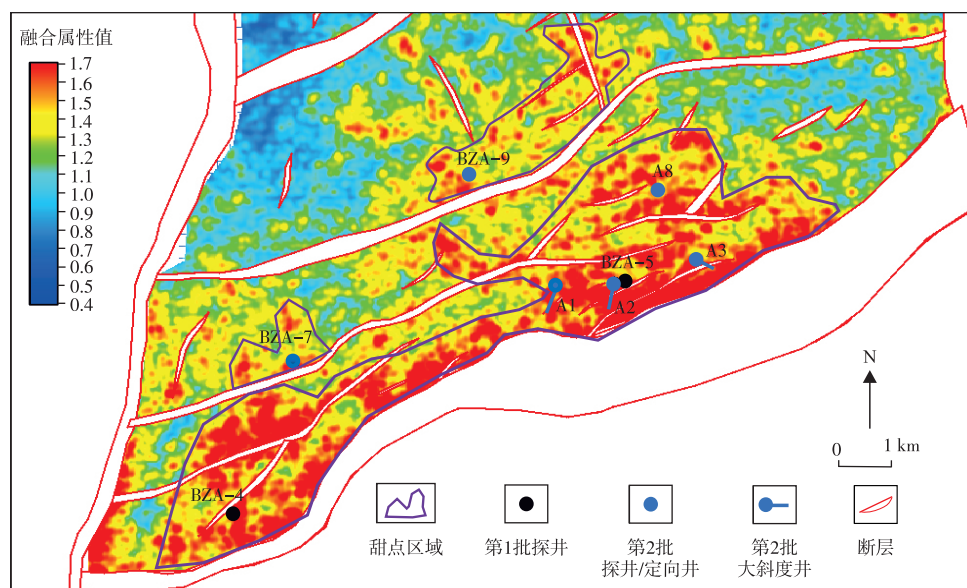 融合属性值
1.7
1.6
1.5
1.4
1.3
1.2
1.1
1.0
0.9
0.8
0.7
0.6
0.5
0.4
BZA-9
A8
A3
BZA-5
A1
A2
BZA-7
BZA-4
N
0
1 km
甜点区域
第1批探井
第2批
探井/定向井
第2批
大斜度井
断层